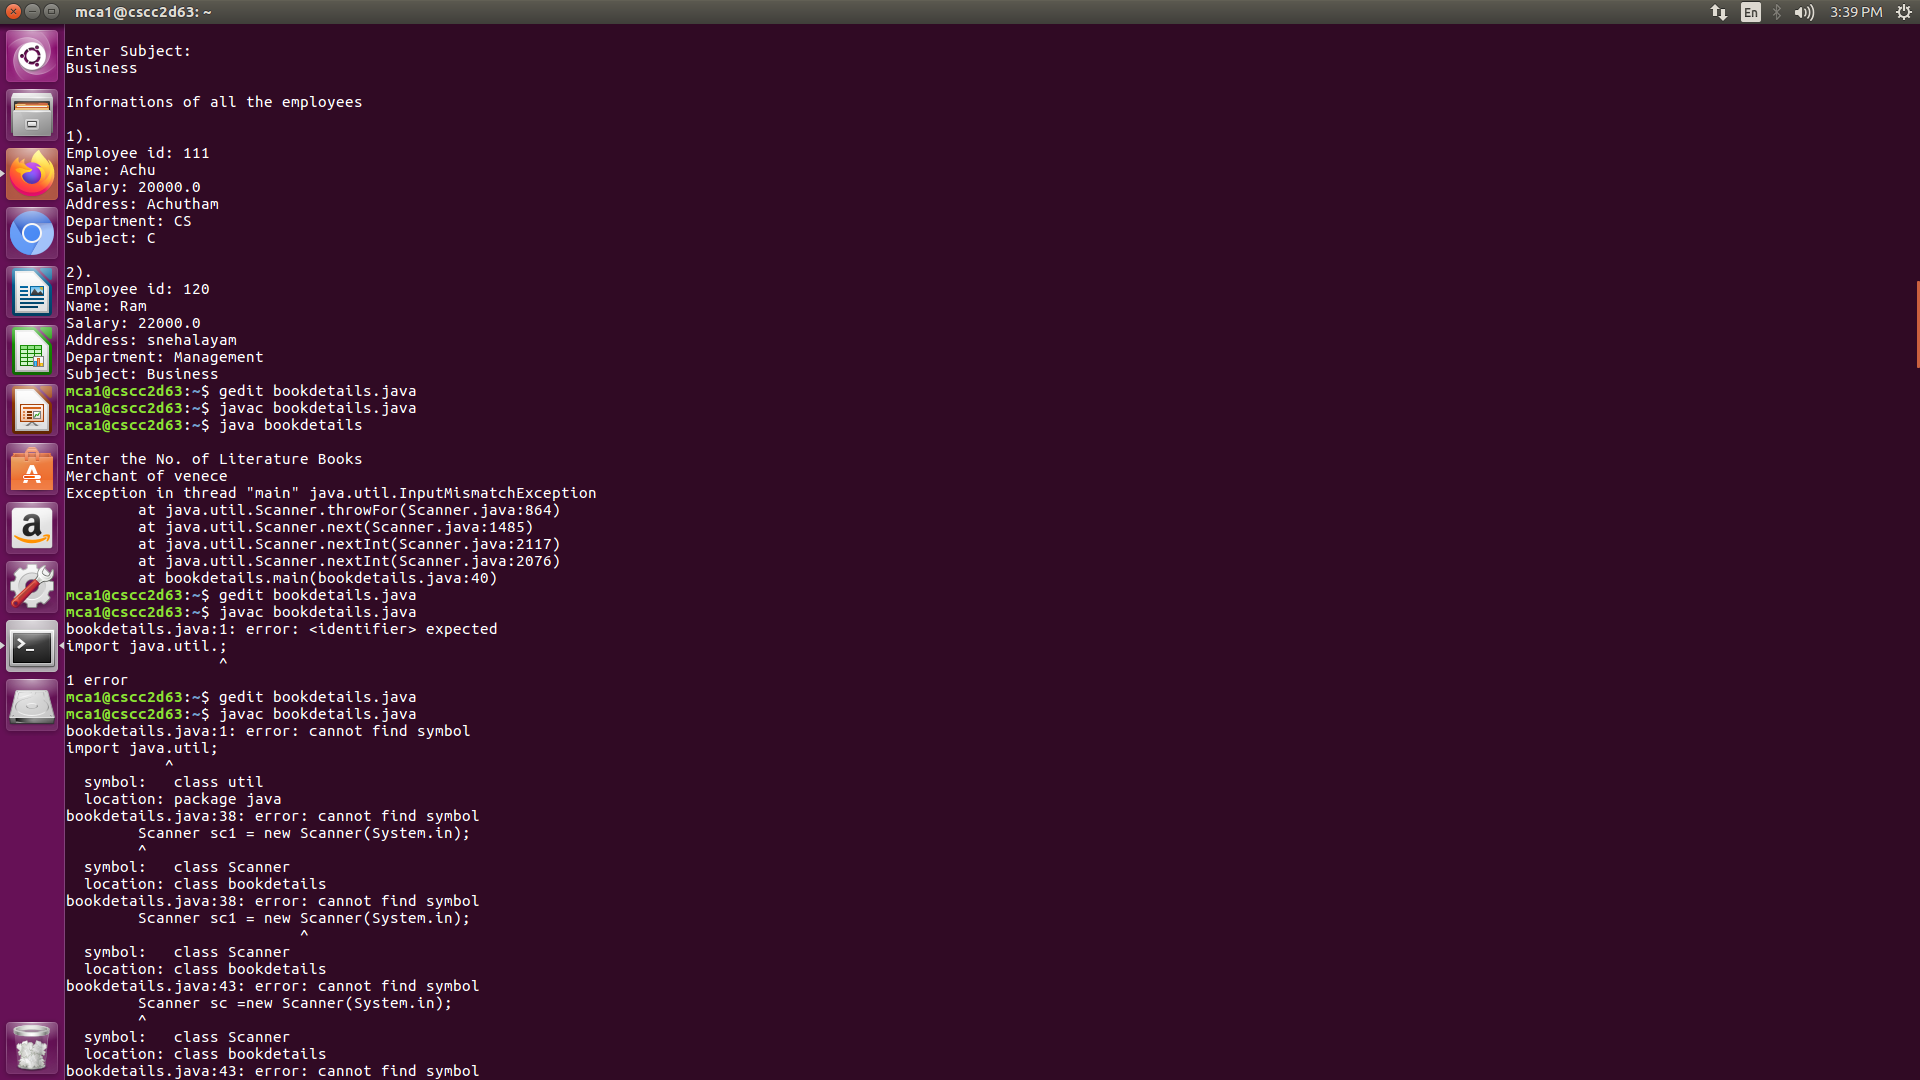 mca1@cscc2d63: ~
En
3:39 PM
Enter Subject:
Business
Informations of all the employees
1).
Employee id: 111
Name: Achu
Salary: 20000.0
Address: Achutham
Department: CS
Subject: C
2).
Employee id: 120
Name: Ram
Salary: 22000.0
Address: snehalayam
Department: Management
Subject: Business
mca1@cscc2d63:~$ gedit bookdetails.java
mca1@cscc2d63:~$ javac bookdetails.java
mca1@cscc2d63:~$ java bookdetails
Enter the No. of Literature Books
Merchant of venece
Exception in thread "main" java.util.InputMismatchException
        at java.util.Scanner.throwFor(Scanner.java:864)
        at java.util.Scanner.next(Scanner.java:1485)
        at java.util.Scanner.nextInt(Scanner.java:2117)
        at java.util.Scanner.nextInt(Scanner.java:2076)
        at bookdetails.main(bookdetails.java:40)
mca1@cscc2d63:~$ gedit bookdetails.java
mca1@cscc2d63:~$ javac bookdetails.java
bookdetails.java:1: error: <identifier> expected
import java.util.;
                 ^
1 error
mca1@cscc2d63:~$ gedit bookdetails.java
mca1@cscc2d63:~$ javac bookdetails.java
bookdetails.java:1: error: cannot find symbol
import java.util;
           ^
  symbol:   class util
  location: package java
bookdetails.java:38: error: cannot find symbol
        Scanner sc1 = new Scanner(System.in);
        ^
  symbol:   class Scanner
  location: class bookdetails
bookdetails.java:38: error: cannot find symbol
        Scanner sc1 = new Scanner(System.in);
                          ^
  symbol:   class Scanner
  location: class bookdetails
bookdetails.java:43: error: cannot find symbol
        Scanner sc =new Scanner(System.in);
        ^
  symbol:   class Scanner
  location: class bookdetails
bookdetails.java:43: error: cannot find symbol